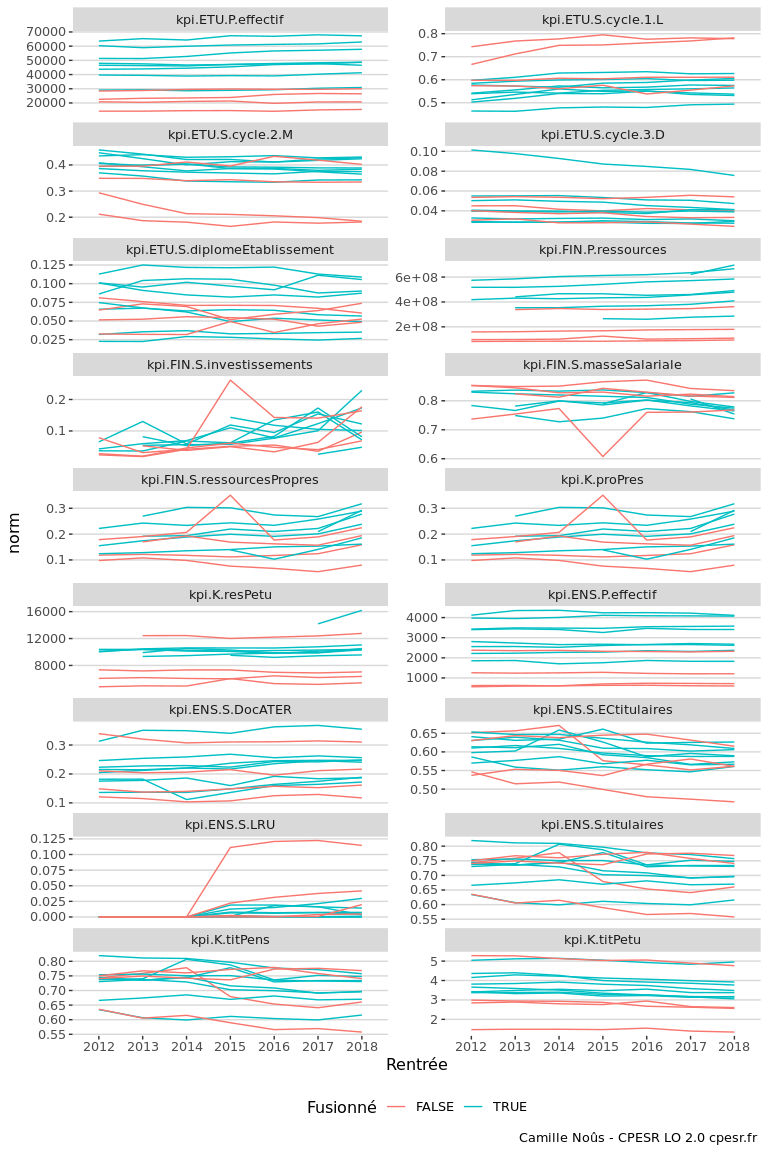 kpi.ETU.P.effectif
70000
60000
50000
40000
30000
20000
kpi.ETU.S.cycle.1.L
0.8
0.7
0.6
0.5
kpi.ETU.S.cycle.2.M
0.4
0.3
0.2
kpi.ETU.S.cycle.3.D
0.10
0.08
0.06
0.04
kpi.ETU.S.diplomeEtablissement
0.125
0.100
0.075
0.050
0.025
kpi.FIN.P.ressources
6e+08
4e+08
2e+08
kpi.FIN.S.investissements
0.2
0.1
kpi.FIN.S.masseSalariale
0.8
0.7
0.6
kpi.FIN.S.ressourcesPropres
0.3
0.2
0.1
kpi.K.proPres
0.3
0.2
0.1
kpi.K.resPetu
16000
12000
8000
kpi.ENS.P.effectif
4000
3000
2000
1000
kpi.ENS.S.DocATER
0.3
0.2
0.1
kpi.ENS.S.ECtitulaires
0.65
0.60
0.55
0.50
kpi.ENS.S.LRU
0.125
0.100
0.075
0.050
0.025
0.000
kpi.ENS.S.titulaires
0.80
0.75
0.70
0.65
0.60
0.55
kpi.K.titPens
0.80
0.75
0.70
0.65
0.60
0.55
kpi.K.titPetu
5
4
3
2
2012 2013 2014 2015 2016 2017 2018
2012 2013 2014 2015 2016 2017 2018
norm
Rentrée
Fusionné FALSE TRUE
Camille Noûs - CPESR LO 2.0 cpesr.fr